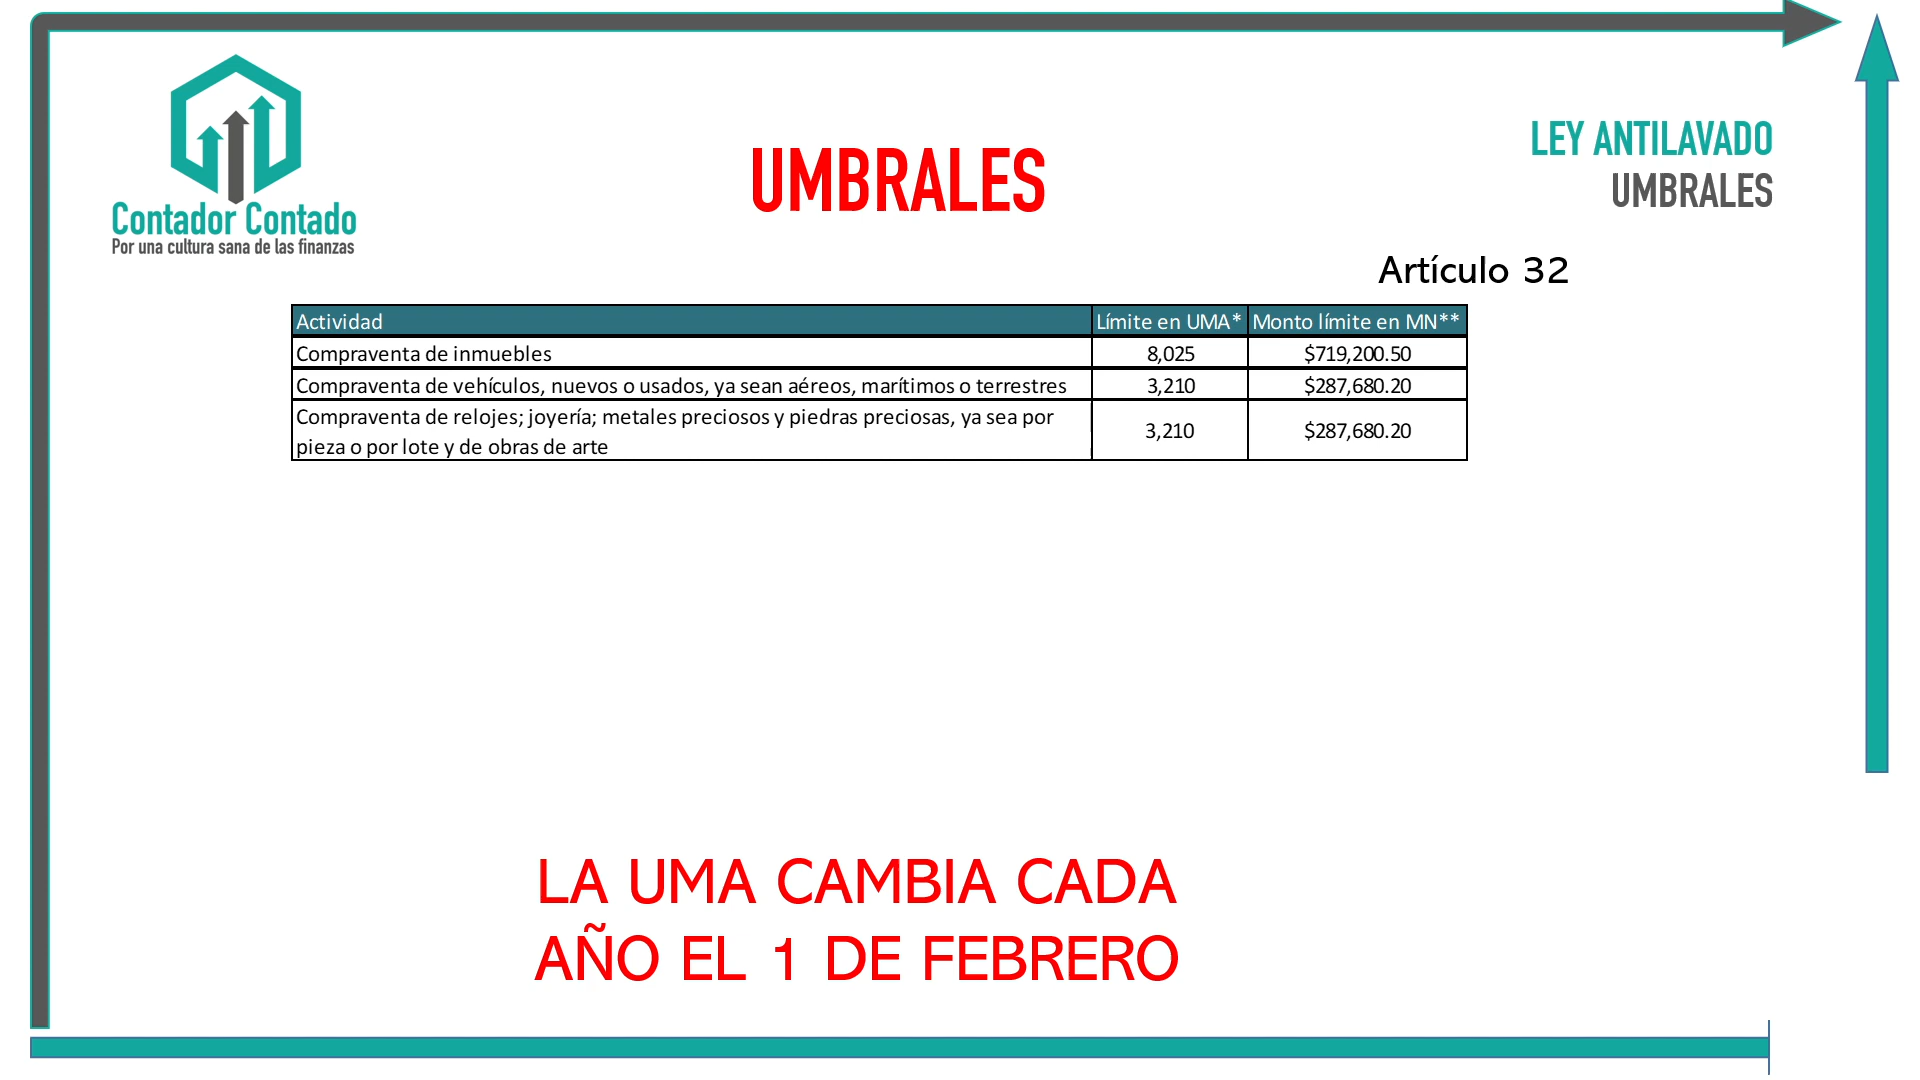 Contador Contado
Por una cultura sana de las finanzas
UMBRALES
LEY ANTILAVADO
UMBRALES
Artículo 32
Actividad Límite en UMA* Monto límite en MN**
Compraventa de inmuebles 8,025 $719,200.50
Compraventa de vehículos, nuevos o usados, ya sean aéreos, marítimos o terrestres 3,210 $287,680.20
Compraventa de relojes; joyería; metales preciosos y piedras preciosas, ya sea por
pieza o por lote y de obras de arte 3,210 $287,680.20
LA UMA CAMBIA CADA
AÑO EL 1 DE FEBRERO